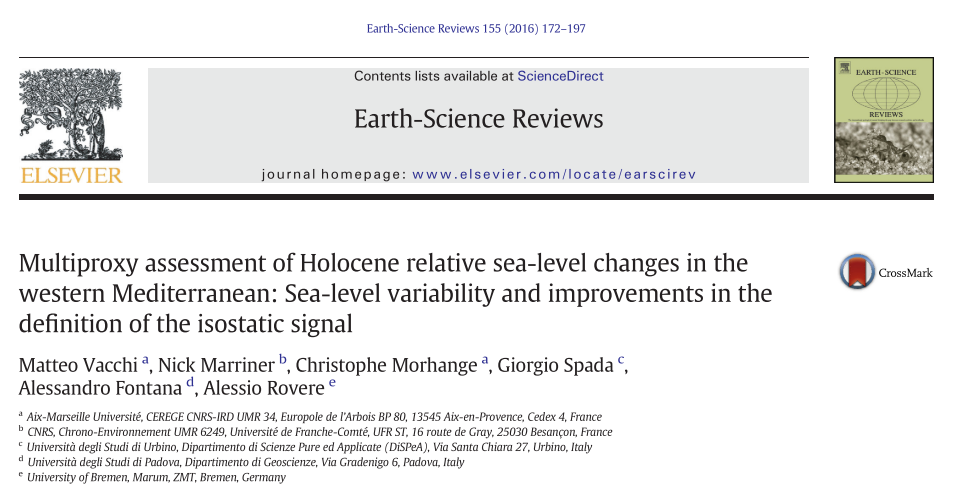 Earth-Science Reviews 155 (2016) 172–197
Contents lists available at ScienceDirect
Earth-Science Reviews
journal homepage: www.elsevier.com/locate/earscirev
ELSEVIER
EARTH-SCIENCE
REVIEWS
Multiproxy assessment of Holocene relative sea-level changes in the
western Mediterranean: Sea-level variability and improvements in the
definition of the isostatic signal
CrossMark
Matteo Vacchi a, Nick Marriner b, Christophe Morhange a, Giorgio Spada c,
Alessandro Fontana d, Alessio Rovere e
a Aix-Marseille Université, CEREGE CNRS-IRD UMR 34, Europole de l'Arbois BP 80, 13545 Aix-en-Provence, Cedex 4, France
b CNRS, Chrono-Environnement UMR 6249, Université de Franche-Comté, UFR ST, 16 route de Gray, 25030 Besançon, France
c Università degli Studi di Urbino, Dipartimento di Scienze Pure ed Applicate (DiSPeA), Via Santa Chiara 27, Urbino, Italy
d Università degli Studi di Padova, Dipartimento di Geoscienze, Via Gradenigo 6, Padova, Italy
e University of Bremen, Marum, ZMT, Bremen, Germany